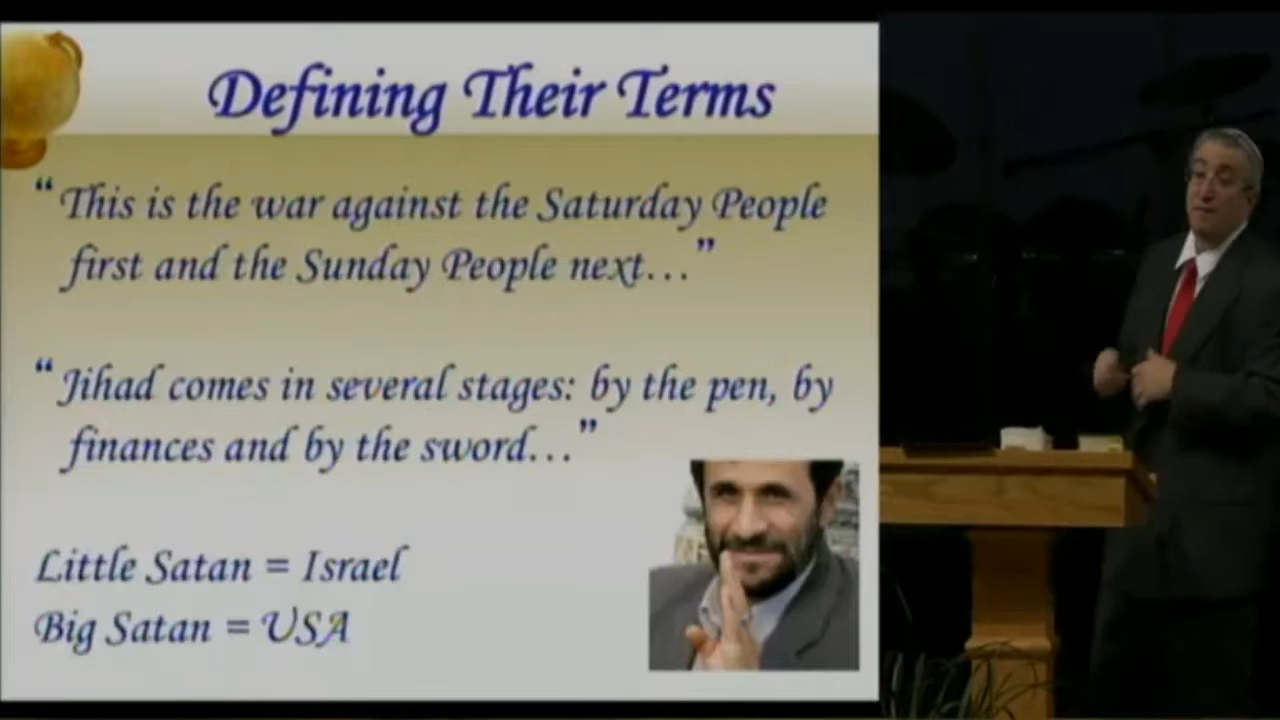 Defining Their Terms
“This is the war against the Saturday People
first and the Sunday People next…”
“Jihad comes in several stages: by the pen, by
finances and by the sword…”
Little Satan = Israel
Big Satan = USA